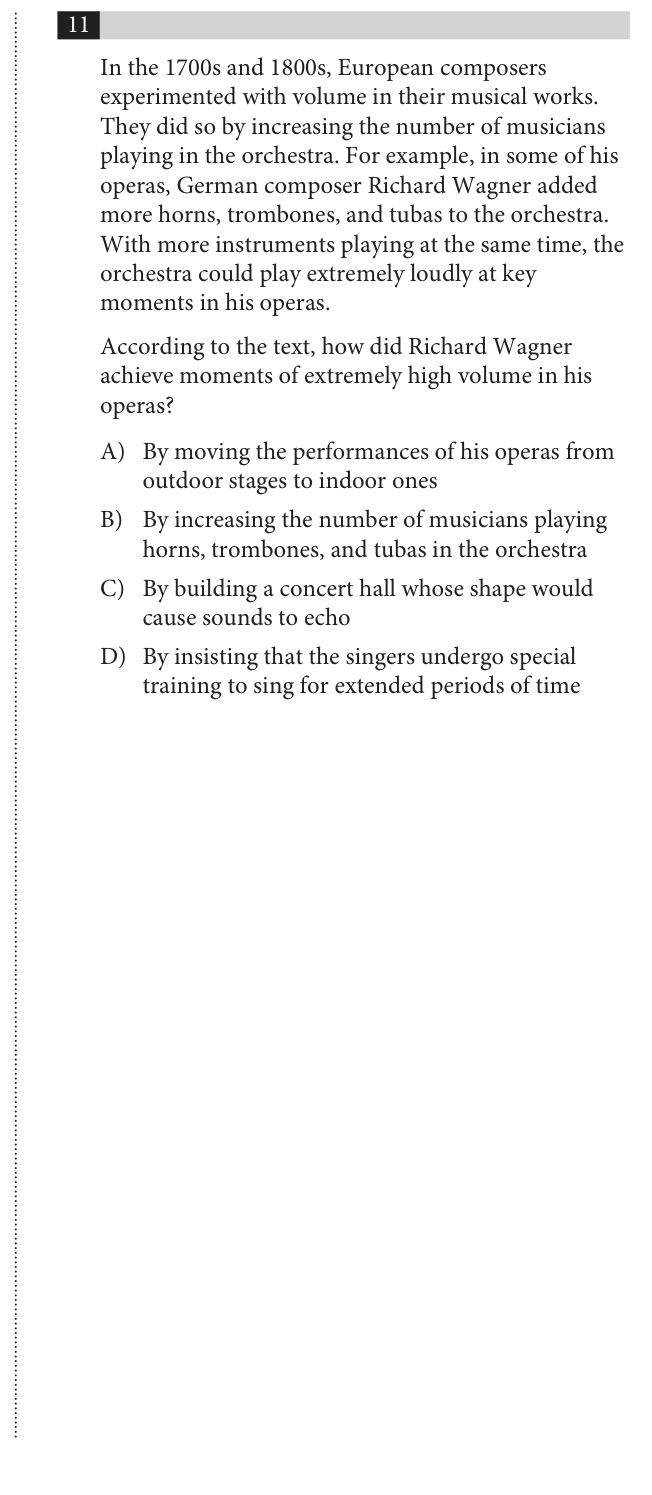 11
In the 1700s and 1800s, European composers
experimented with volume in their musical works.
They did so by increasing the number of musicians
playing in the orchestra. For example, in some of his
operas, German composer Richard Wagner added
more horns, trombones, and tubas to the orchestra.
With more instruments playing at the same time, the
orchestra could play extremely loudly at key
moments in his operas.
According to the text, how did Richard Wagner
achieve moments of extremely high volume in his
operas?
A) By moving the performances of his operas from
outdoor stages to indoor ones
B) By increasing the number of musicians playing
horns, trombones, and tubas in the orchestra
C) By building a concert hall whose shape would
cause sounds to echo
D) By insisting that the singers undergo special
training to sing for extended periods of time